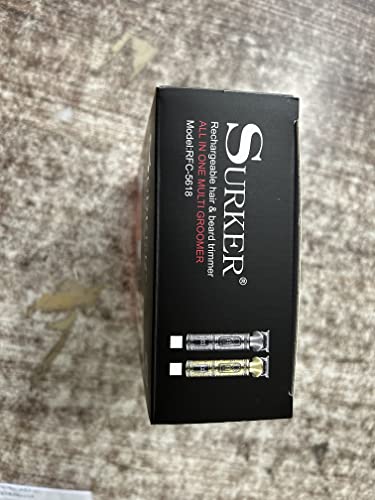 SURKER®
Rechargeable hair & beard trimmer
ALL IN ONE MULTI GROOMER
Model:RFC-5618